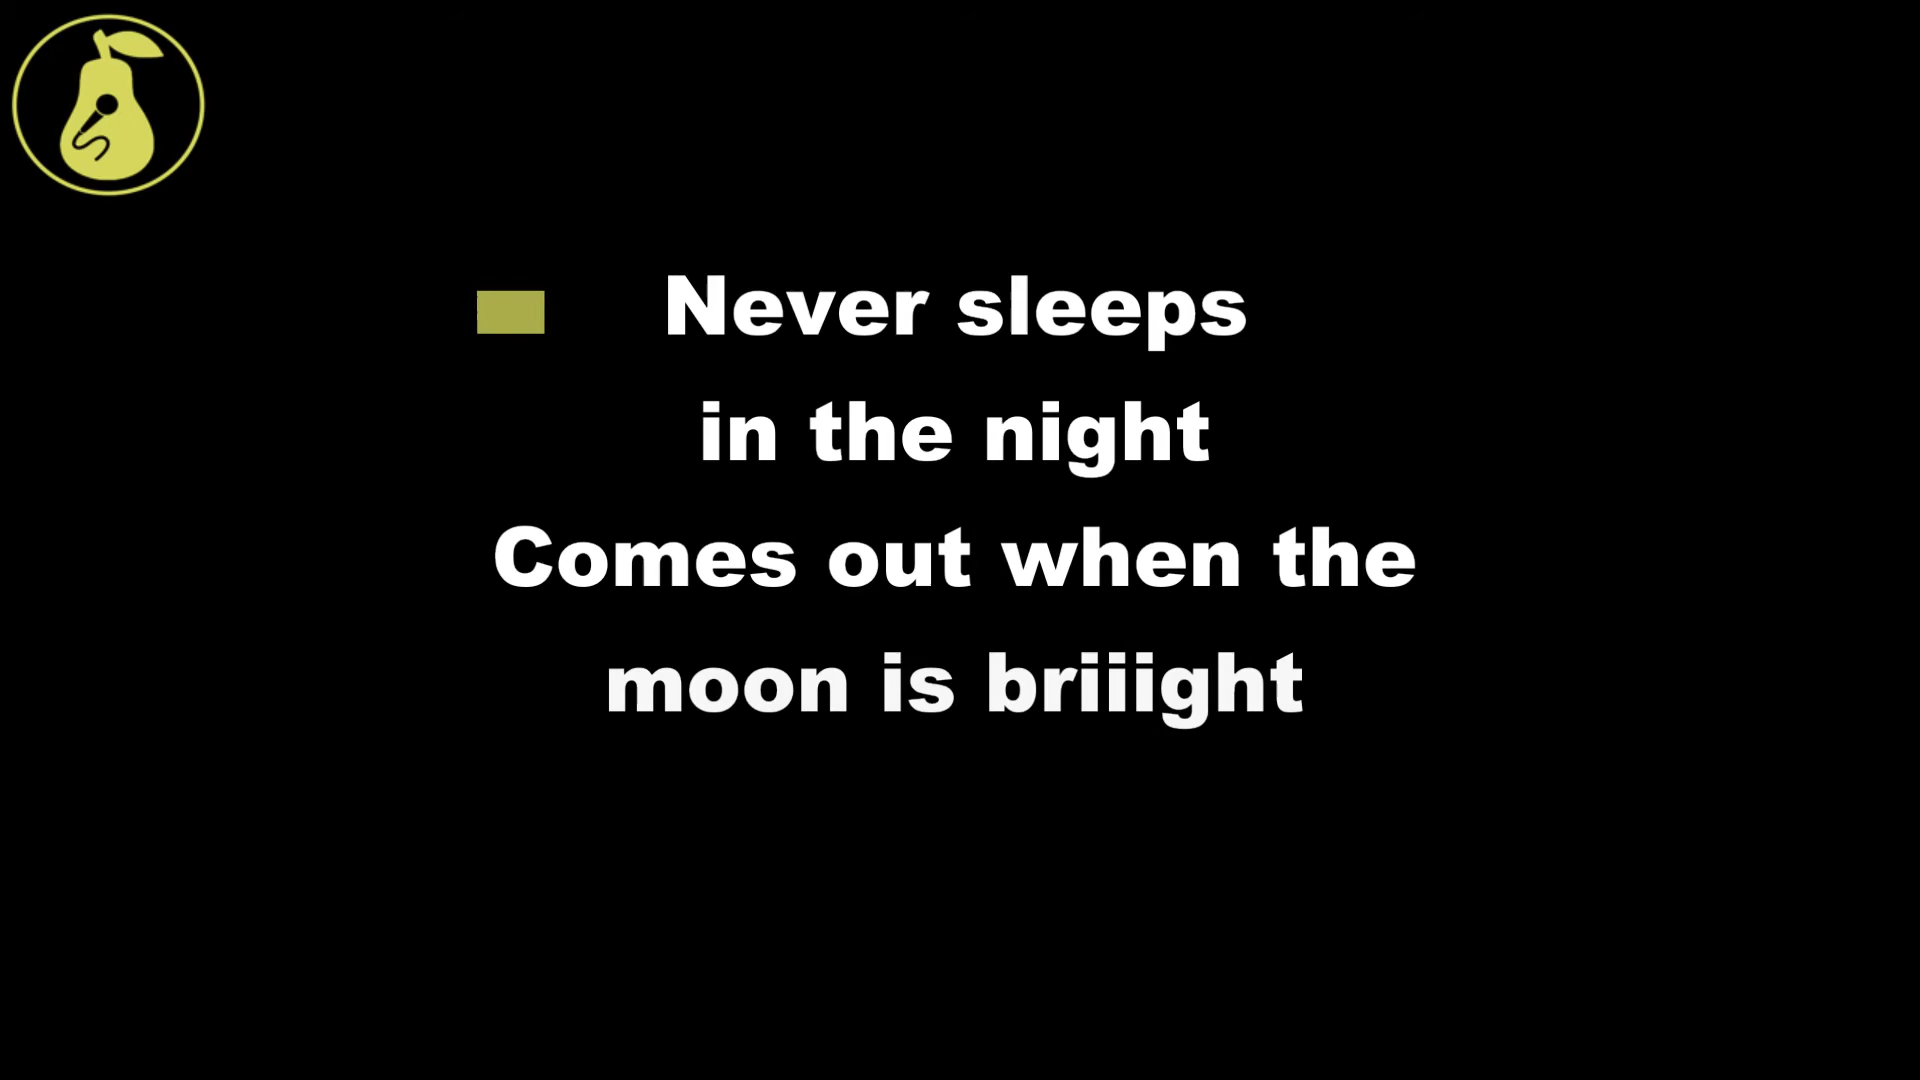 Never sleeps
in the night
Comes out when the
moon is briiight